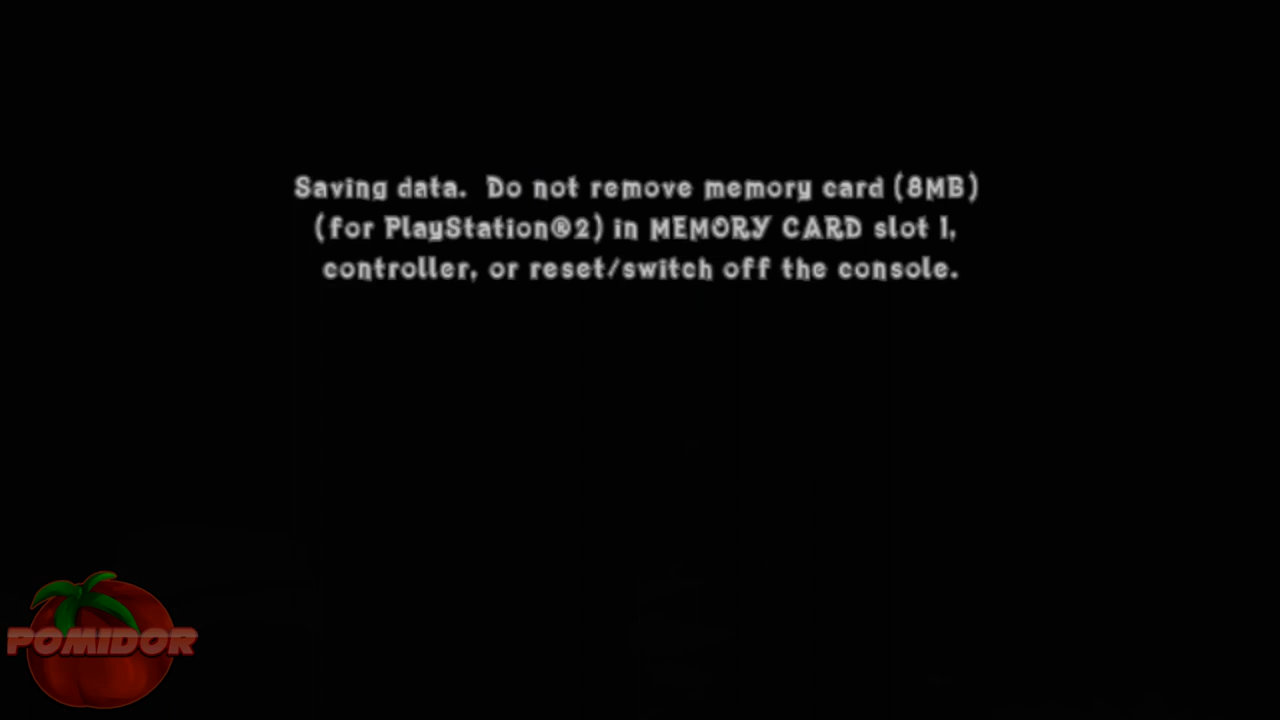 Saving data. Do not remove memory card (8MB)
(for PlayStation®2) in MEMORY CARD slot 1,
controller, or reset/switch off the console.
POMIDOR